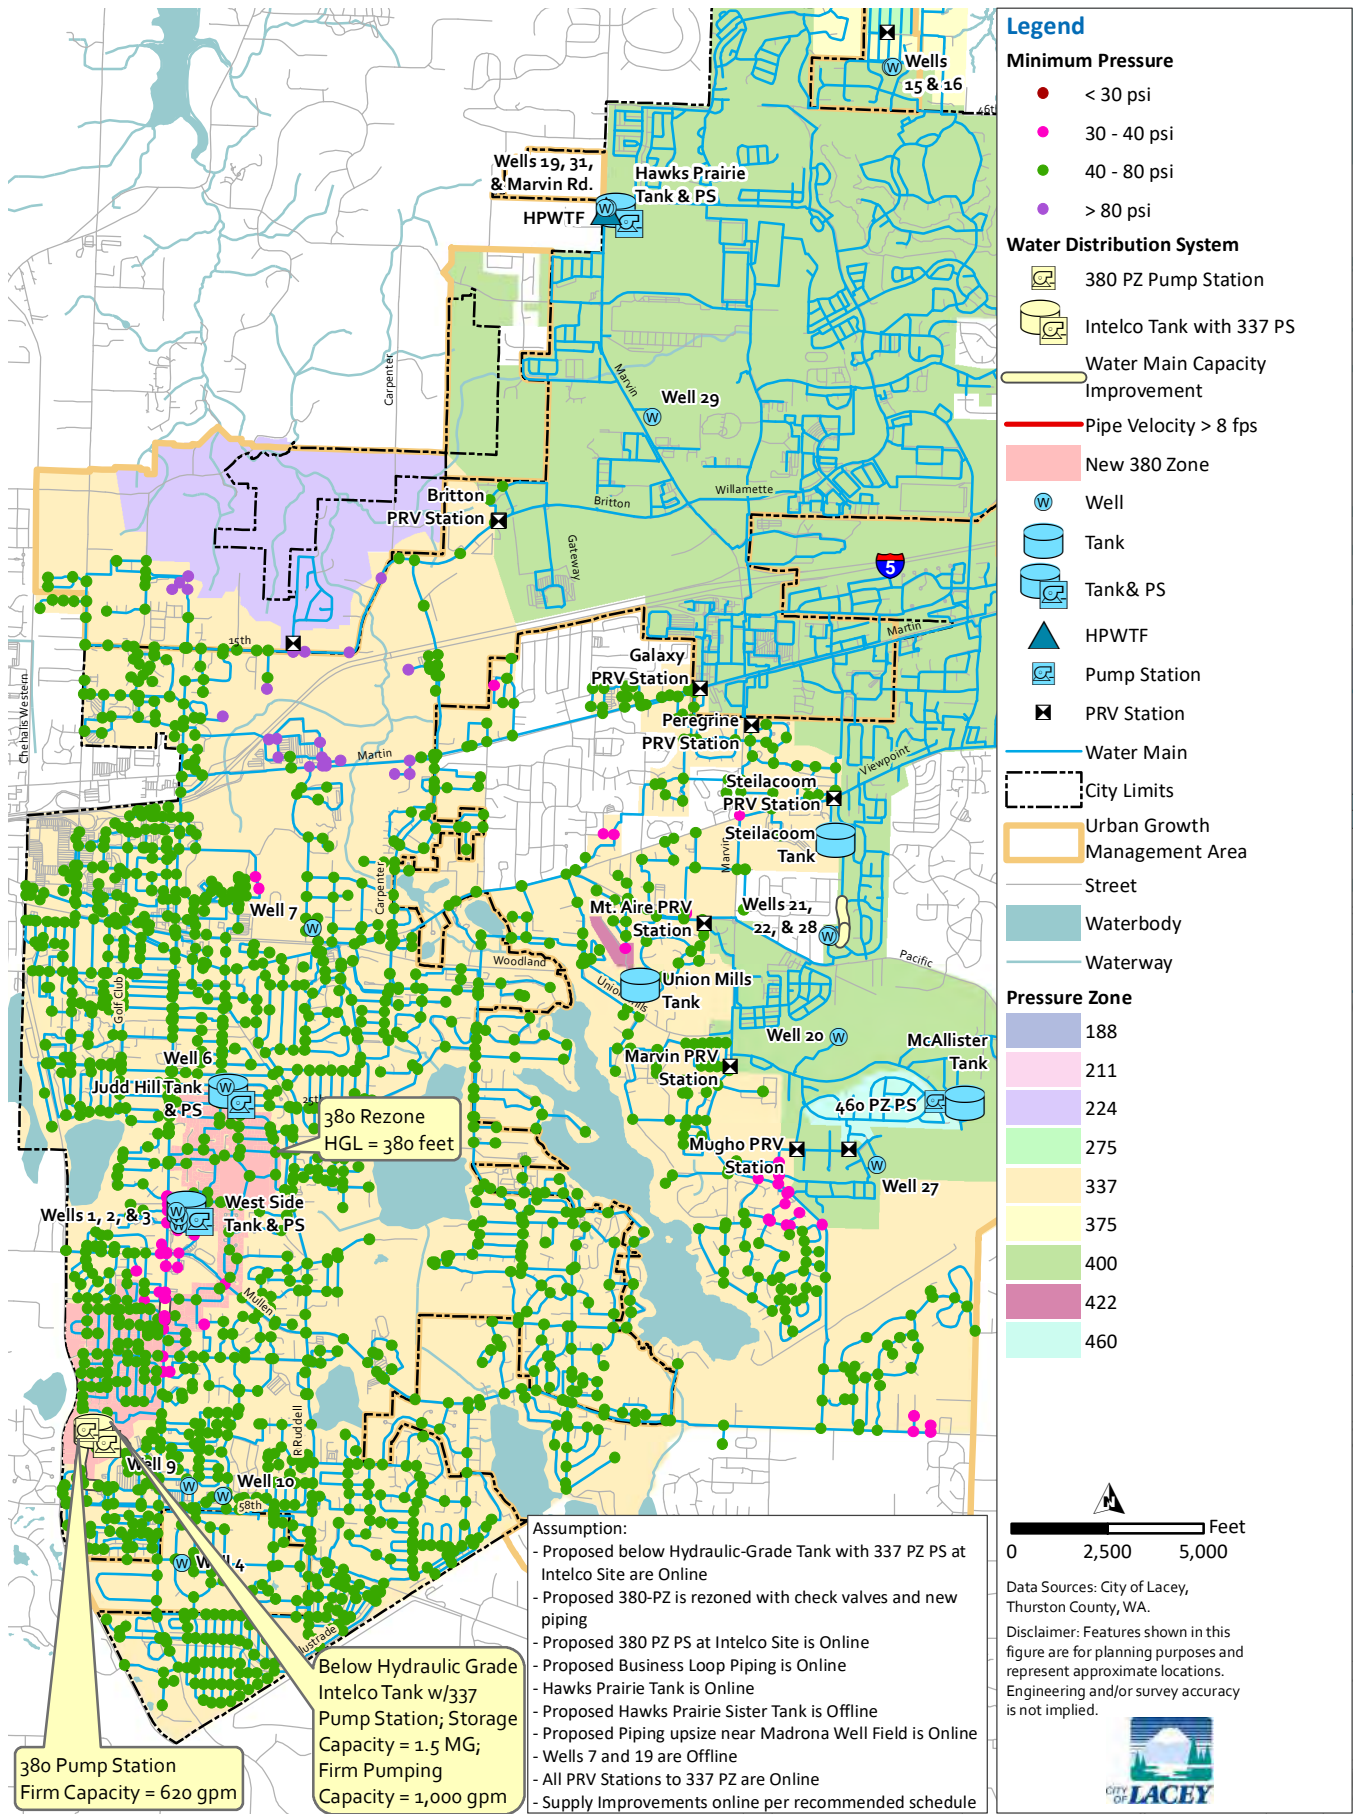 Wells
15 & 16
46th
Wells 19, 31,
& Marvin Rd.
Hawks Prairie
Tank & PS
HPWTF
Carpenter
Marvin
Well 29
Willamette
Britton
Britton
PRV Station
Gateway
5
15th
Martin
Galaxy
PRV Station
Chehalis Western
Peregrine
PRV Station
Martin
Viewpoint
Steilacoom
PRV Station
Steilacoom
Tank
Marvin
Carpenter
Well 7
Mt. Aire PRV
Station
Wells 21,
22, & 28
Woodland
Pacific
Union Mills
Union Mills
Tank
Golf Club
Well 20
McAllister
Tank
Well 6
Marvin PRV
Station
Judd Hill Tank
& PS
25th
460 PZ PS
380 Rezone
HGL = 380 feet
Mugho PRV
Station
Well 27
West Side
Tank & PS
Wells 1, 2, & 3
Mullen
Ruddell
Well 9
Well 10
58th
Well 4
380 Pump Station
Firm Capacity = 620 gpm
Below Hydraulic Grade
Intelco Tank w/337
Pump Station; Storage
Capacity = 1.5 MG;
Firm Pumping
Capacity = 1,000 gpm
Assumption:
- Proposed below Hydraulic-Grade Tank with 337 PZ PS at
Intelco Site are Online
- Proposed 380-PZ is rezoned with check valves and new
piping
- Proposed 380 PZ PS at Intelco Site is Online
- Proposed Business Loop Piping is Online
- Hawks Prairie Tank is Online
- Proposed Hawks Prairie Sister Tank is Offline
- Proposed Piping upsize near Madrona Well Field is Online
- Wells 7 and 19 are Offline
- All PRV Stations to 337 PZ are Online
- Supply Improvements online per recommended schedule
Legend
Minimum Pressure
< 30 psi
30 - 40 psi
40 - 80 psi
> 80 psi
Water Distribution System
380 PZ Pump Station
Intelco Tank with 337 PS
Water Main Capacity
Improvement
Pipe Velocity > 8 fps
New 380 Zone
Well
Tank
Tank& PS
HPWTF
Pump Station
PRV Station
Water Main
City Limits
Urban Growth
Management Area
Street
Waterbody
Waterway
Pressure Zone
188
211
224
275
337
375
400
422
460
N
Feet
0 2,500 5,000
Data Sources: City of Lacey,
Thurston County, WA.
Disclaimer: Features shown in this
figure are for planning purposes and
represent approximate locations.
Engineering and/or survey accuracy
is not implied.
CITY OF LACEY